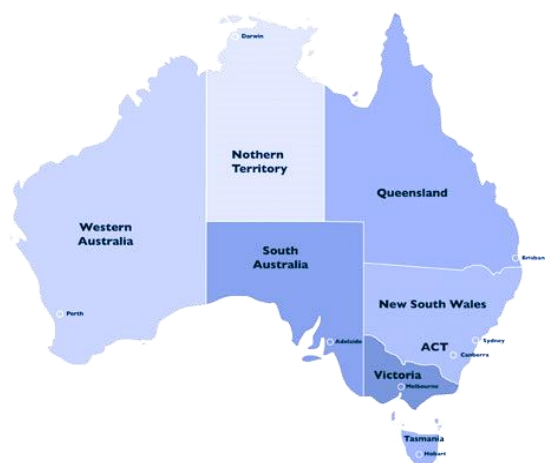 Darwin
Nothern
Territory
Queensland
Western
Australia
South
Australia
Brisban
New South Wales
Perth
Sydney
Adelaide
ACT
Canberra
Victoria
Melbourne
Tasmania
Hobart